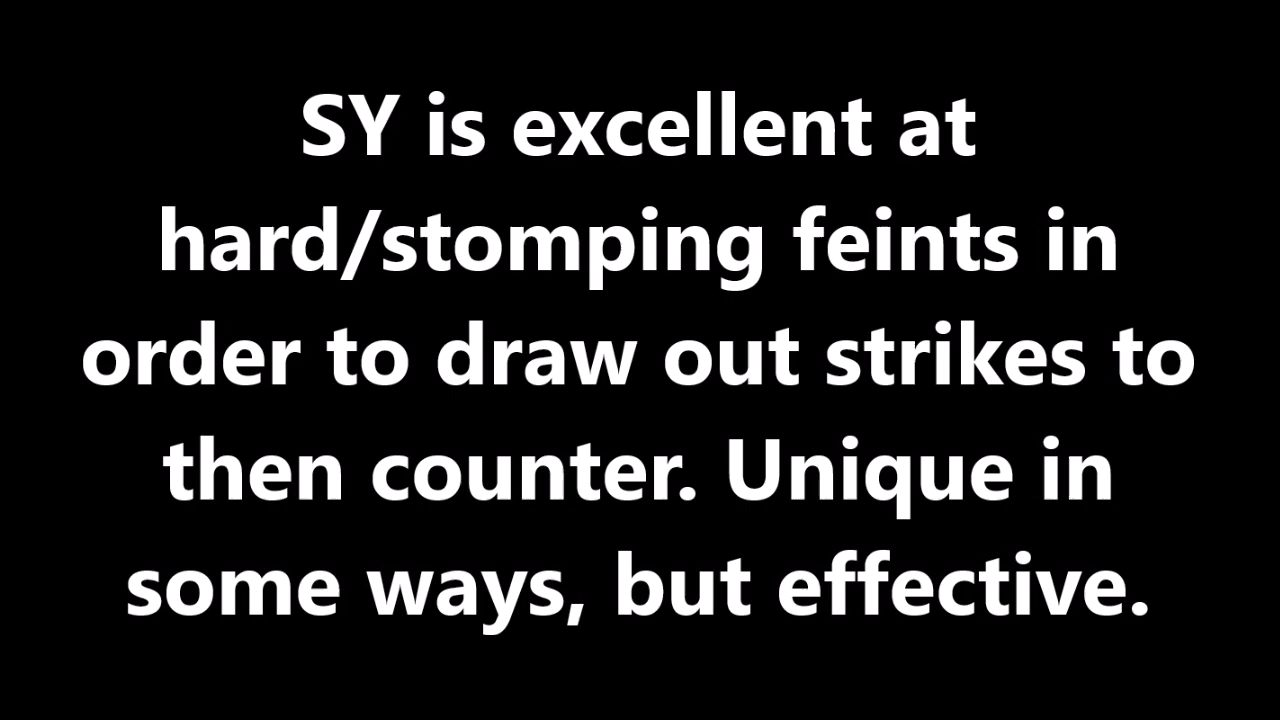 SY is excellent at
hard/stomping feints in
order to draw out strikes to
then counter. Unique in
some ways, but effective.